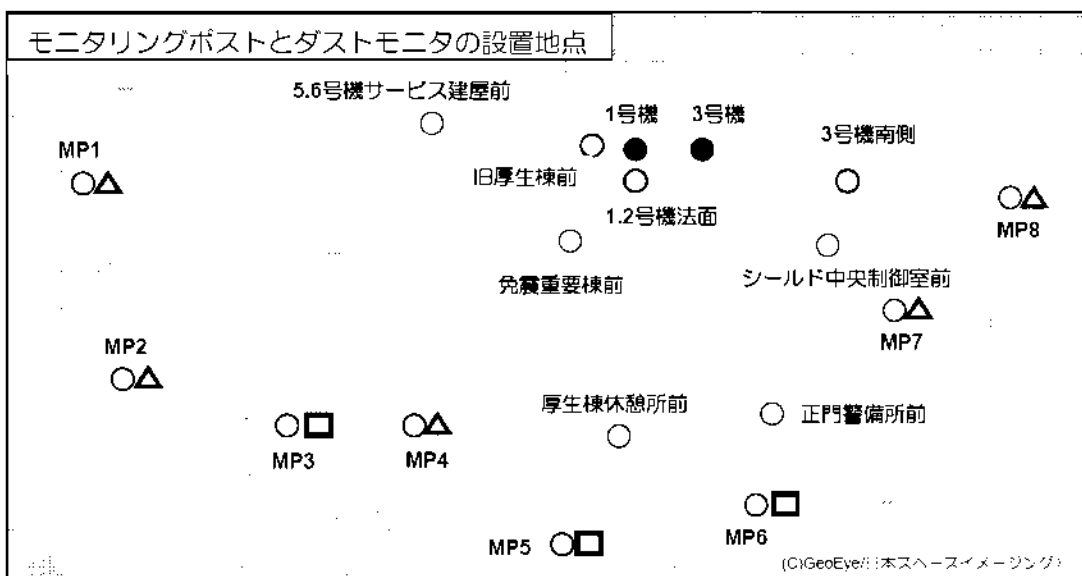 モニタリングポストとダストモニタの設置地点
5.6号機サービス建屋前
1号機
3号機
3号機南側
MP1
旧厚生棟前
1.2号機法面
MP8
免震重要棟前
シールド中央制御室前
MP7
MP2
厚生棟休憩所前
正門警備所前
MP3
MP4
MP6
MP5
(C)GeoEye/日本スペースイメージング）